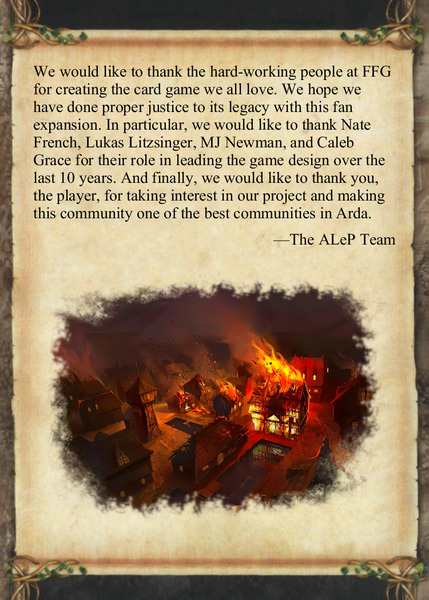 We would like to thank the hard-working people at FFG
for creating the card game we all love. We hope we
have done proper justice to its legacy with this fan
expansion. In particular, we would like to thank Nate
French, Lukas Litzsinger, MJ Newman, and Caleb
Grace for their role in leading the game design over the
last 10 years. And finally, we would like to thank you,
the player, for taking interest in our project and making
this community one of the best communities in Arda.
—The ALeP Team